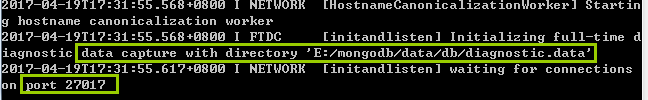 2017-04-19T17:31:55.568+0800 I NETWORK  [HostnameCanonicalizationWorker] Startin
g hostname canonicalization worker
2017-04-19T17:31:55.568+0800 I FTDC     [initandlisten] Initializing full-time d
iagnostic data capture with directory 'E:/mongodb/data/db/diagnostic.data'
2017-04-19T17:31:55.617+0800 I NETWORK  [initandlisten] waiting for connections
on port 27017